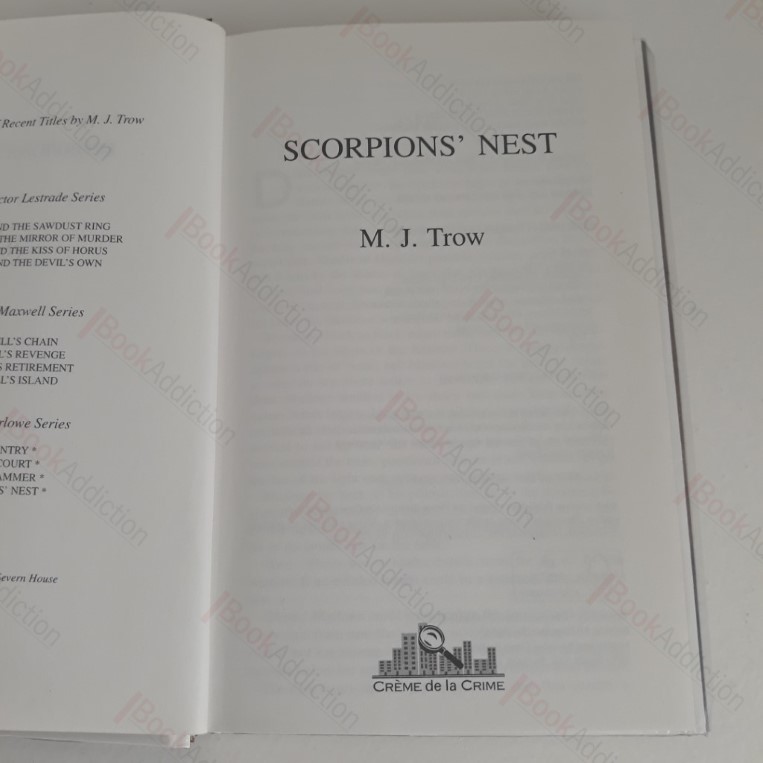 Recent Titles by M. J. Trow
ctor Lestrade Series
ND THE SAWDUST RING
THE MIRROR OF MURDER
D THE KISS OF HORUS
ND THE DEVIL'S OWN
Maxwell Series
ELL'S CHAIN
L'S REVENGE
S RETIREMENT
L'S ISLAND
rlowe Series
NTRY *
COURT *
AMMER *
S' NEST *
Severn House
SCORPIONS' NEST
M. J. Trow
CRÈME de la CRIME
BookAddiction